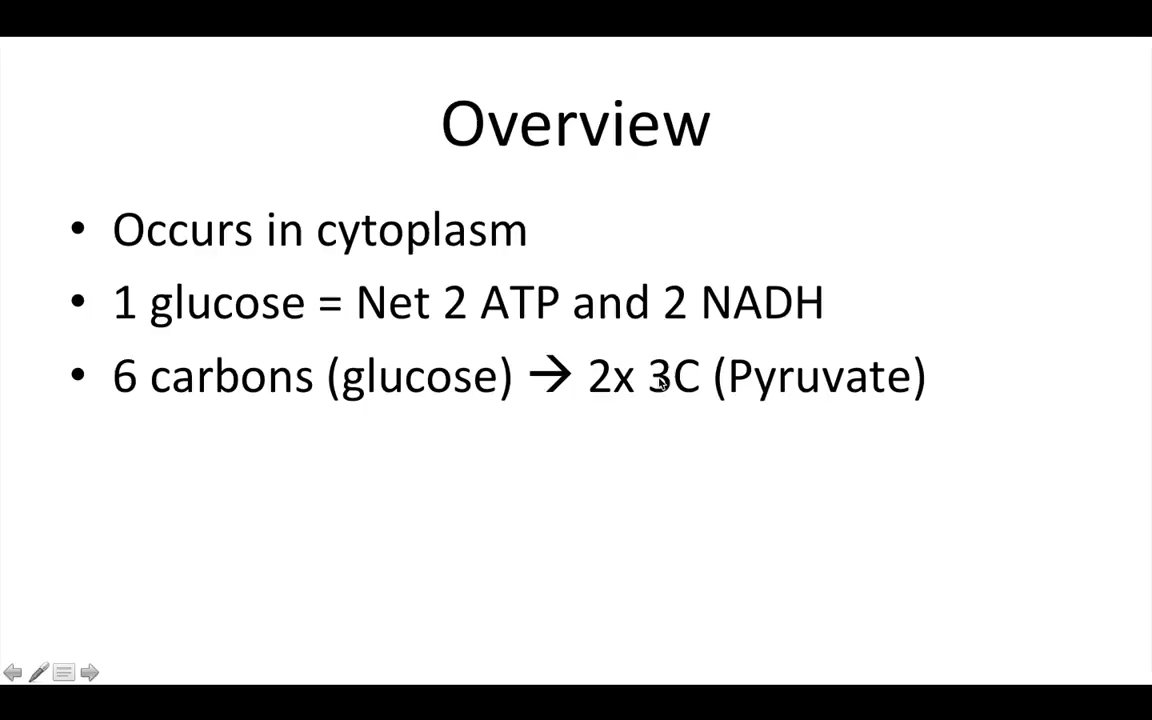 Overview
• Occurs in cytoplasm
• 1 glucose = Net 2 ATP and 2 NADH
• 6 carbons (glucose) → 2x 3C (Pyruvate)